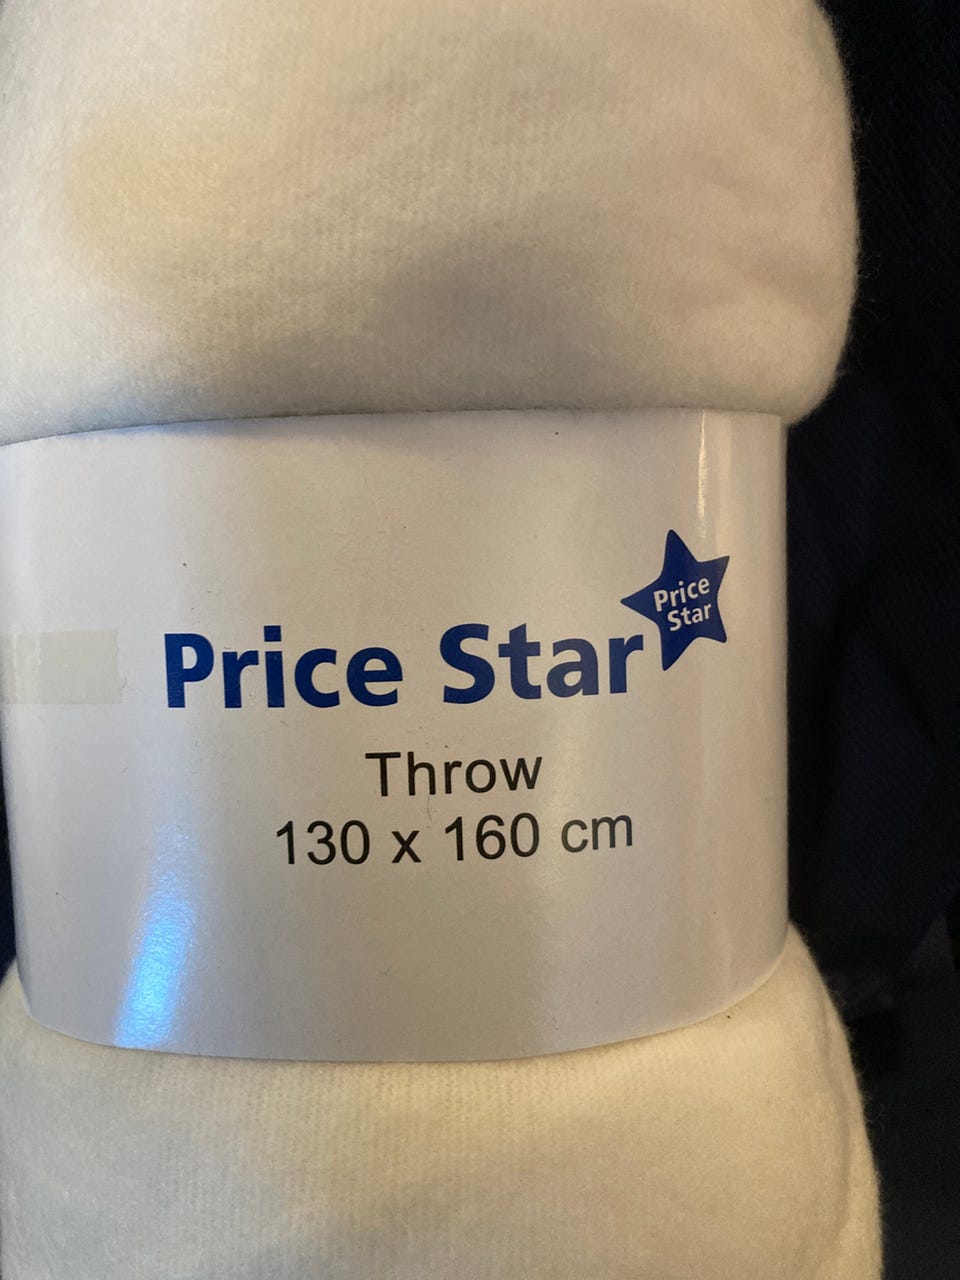 Price
Star
Price Star
Throw
130 x 160 cm